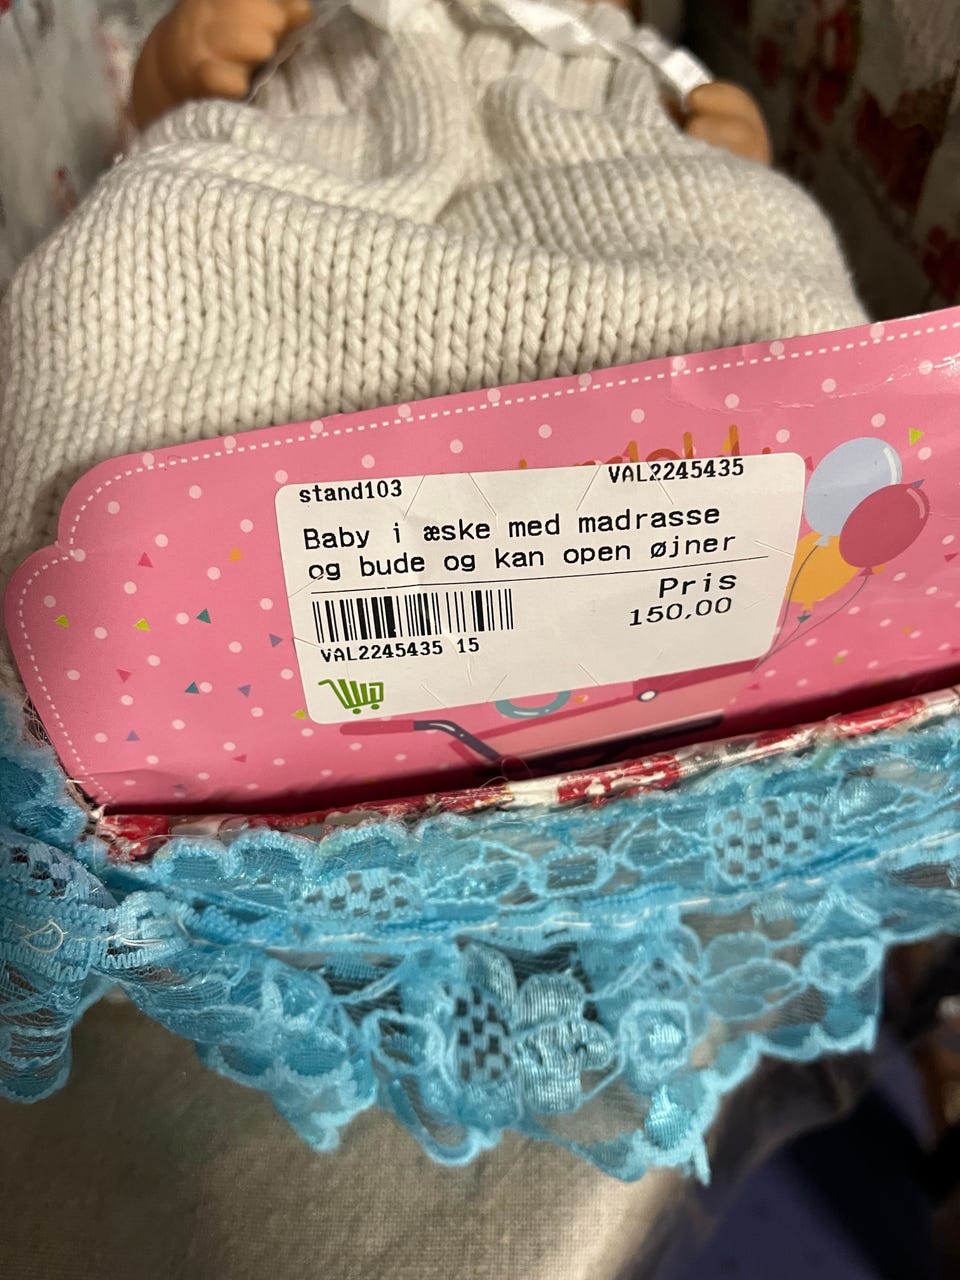 stand103
VAL2245435
Baby i æske med madrasse
og bude og kan open øjner
Pris
150,00
VAL2245435 15